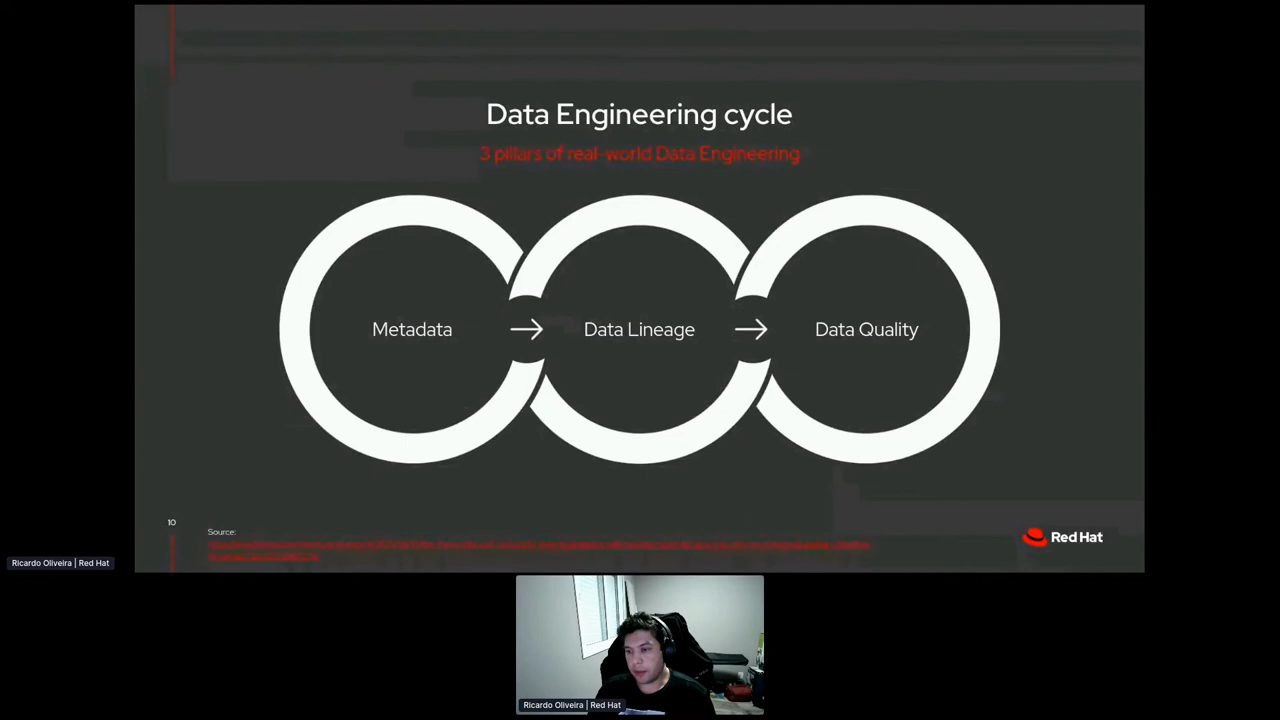 Data Engineering cycle
3 pillars of real-world Data Engineering
Metadata
Data Lineage
Data Quality
10
Source:
Red Hat
Ricardo Oliveira | Red Hat
Ricardo Oliveira | Red Hat